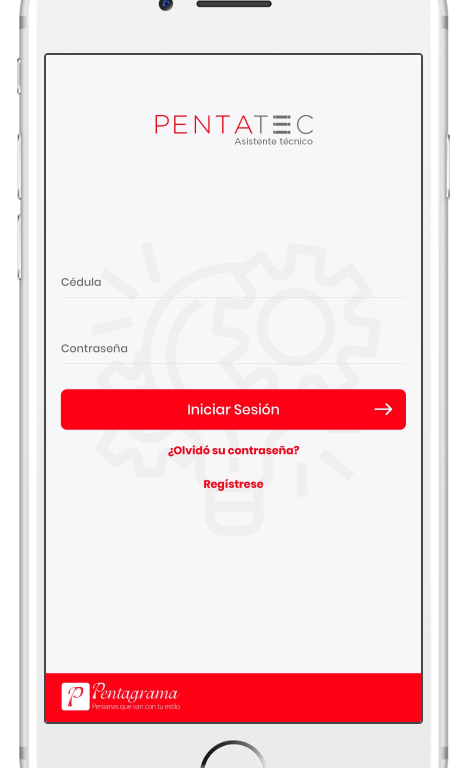 PENTATEC
Asistente técnico
Cédula
Contraseña
Iniciar Sesión
¿Olvidó su contraseña?
Regístrese
P Pentagrama
Persianas que van con tu estilo